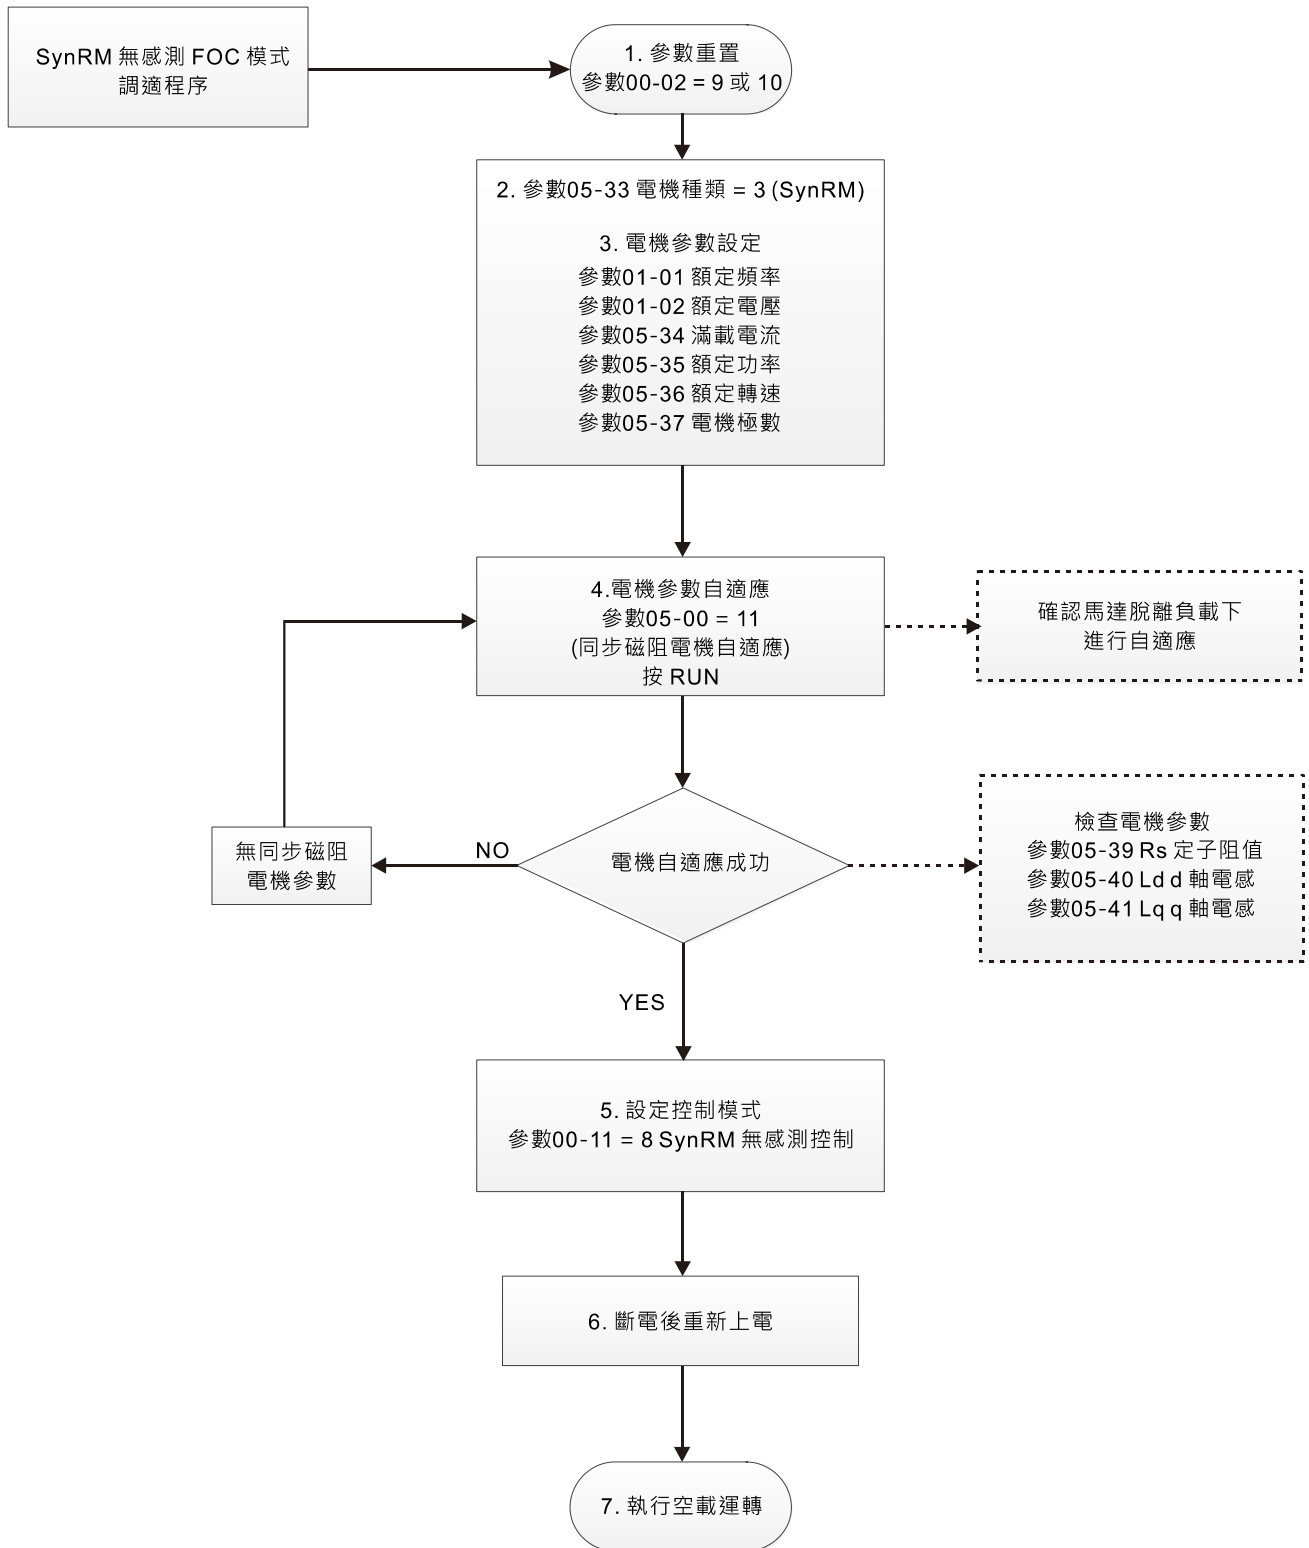 SynRM 無感測 FOC 模式
調適程序
1. 參數重置
參數00-02 = 9 或 10
2. 參數05-33 電機種類 = 3 (SynRM)
3. 電機參數設定
參數01-01 額定頻率
參數01-02 額定電壓
參數05-34 滿載電流
參數05-35 額定功率
參數05-36 額定轉速
參數05-37 電機極數
4.電機參數自適應
參數05-00 = 11
(同步磁阻電機自適應)
按 RUN
確認馬達脫離負載下
進行自適應
電機自適應成功
NO
無同步磁阻
電機參數
檢查電機參數
參數05-39 Rs 定子阻值
參數05-40 Ld d 軸電感
參數05-41 Lq q 軸電感
YES
5. 設定控制模式
參數00-11 = 8 SynRM 無感測控制
6. 斷電後重新上電
7. 執行空載運轉